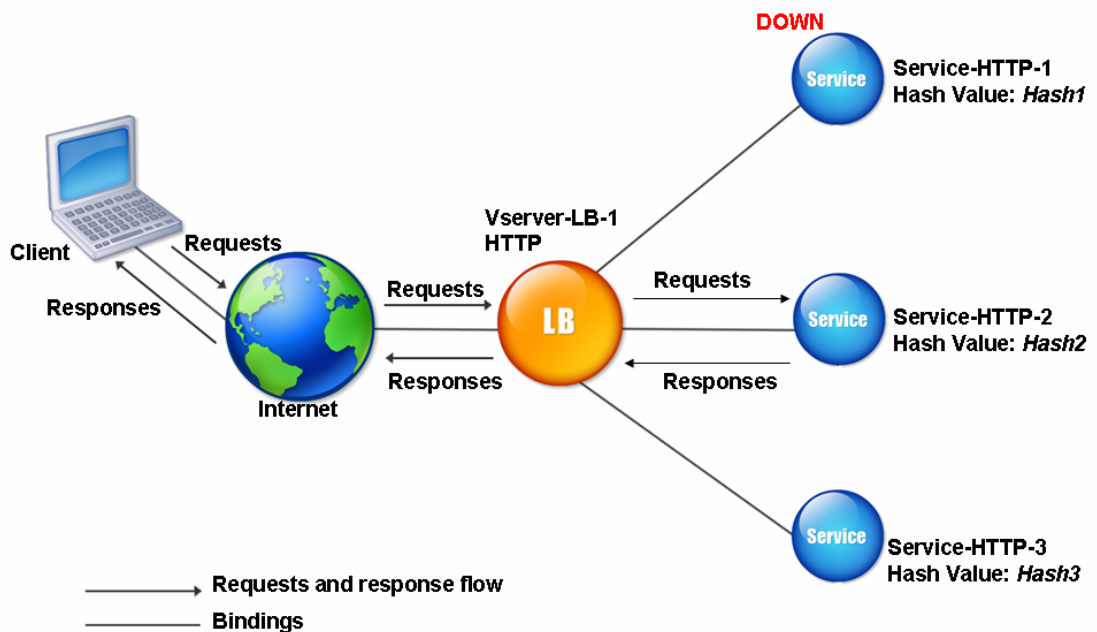 DOWN
Service
Service-HTTP-1
Hash Value: Hash1
Client
Requests
Responses
Internet
Requests
Responses
Vserver-LB-1
HTTP
LB
Requests
Responses
Service
Service-HTTP-2
Hash Value: Hash2
Service
Service-HTTP-3
Hash Value: Hash3
Requests and response flow
Bindings